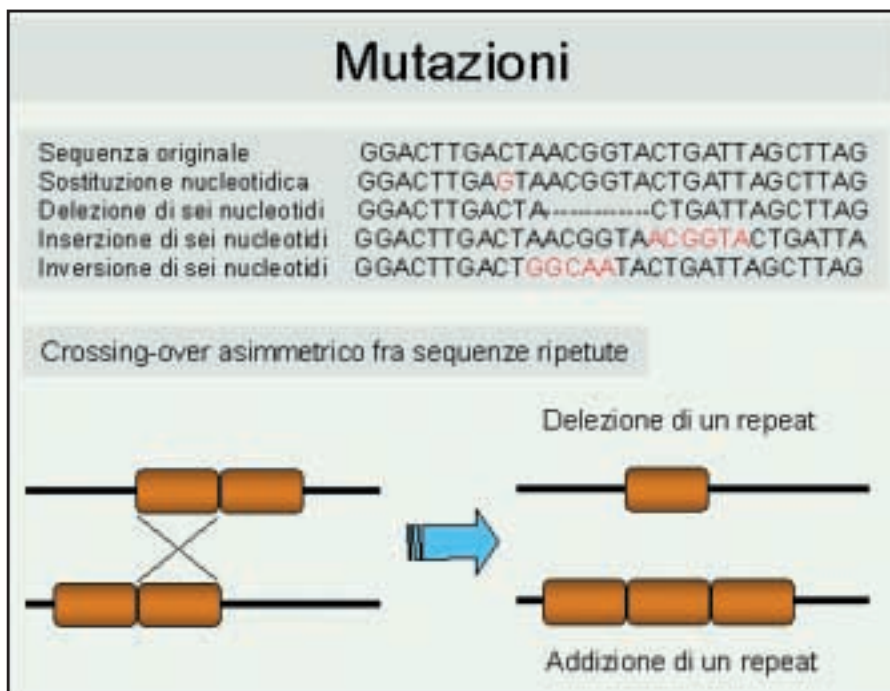 Mutazioni
Sequenza originale GGACTTGACTAACGGTACTGATTAGCTTAG
Sostituzione nucleotidica GGACTTGAGTAACGGTACTGATTAGCTTAG
Delezione di sei nucleotidi GGACTTGACTA------------CTGATTAGCTTAG
Inserzione di sei nucleotidi GGACTTGACTAACGGTAACGGTACTGATTA
Inversione di sei nucleotidi GGACTTGACTGGCAATACTGATTAGCTTAG
Crossing-over asimmetrico fra sequenze ripetute
Delezione di un repeat
Addizione di un repeat